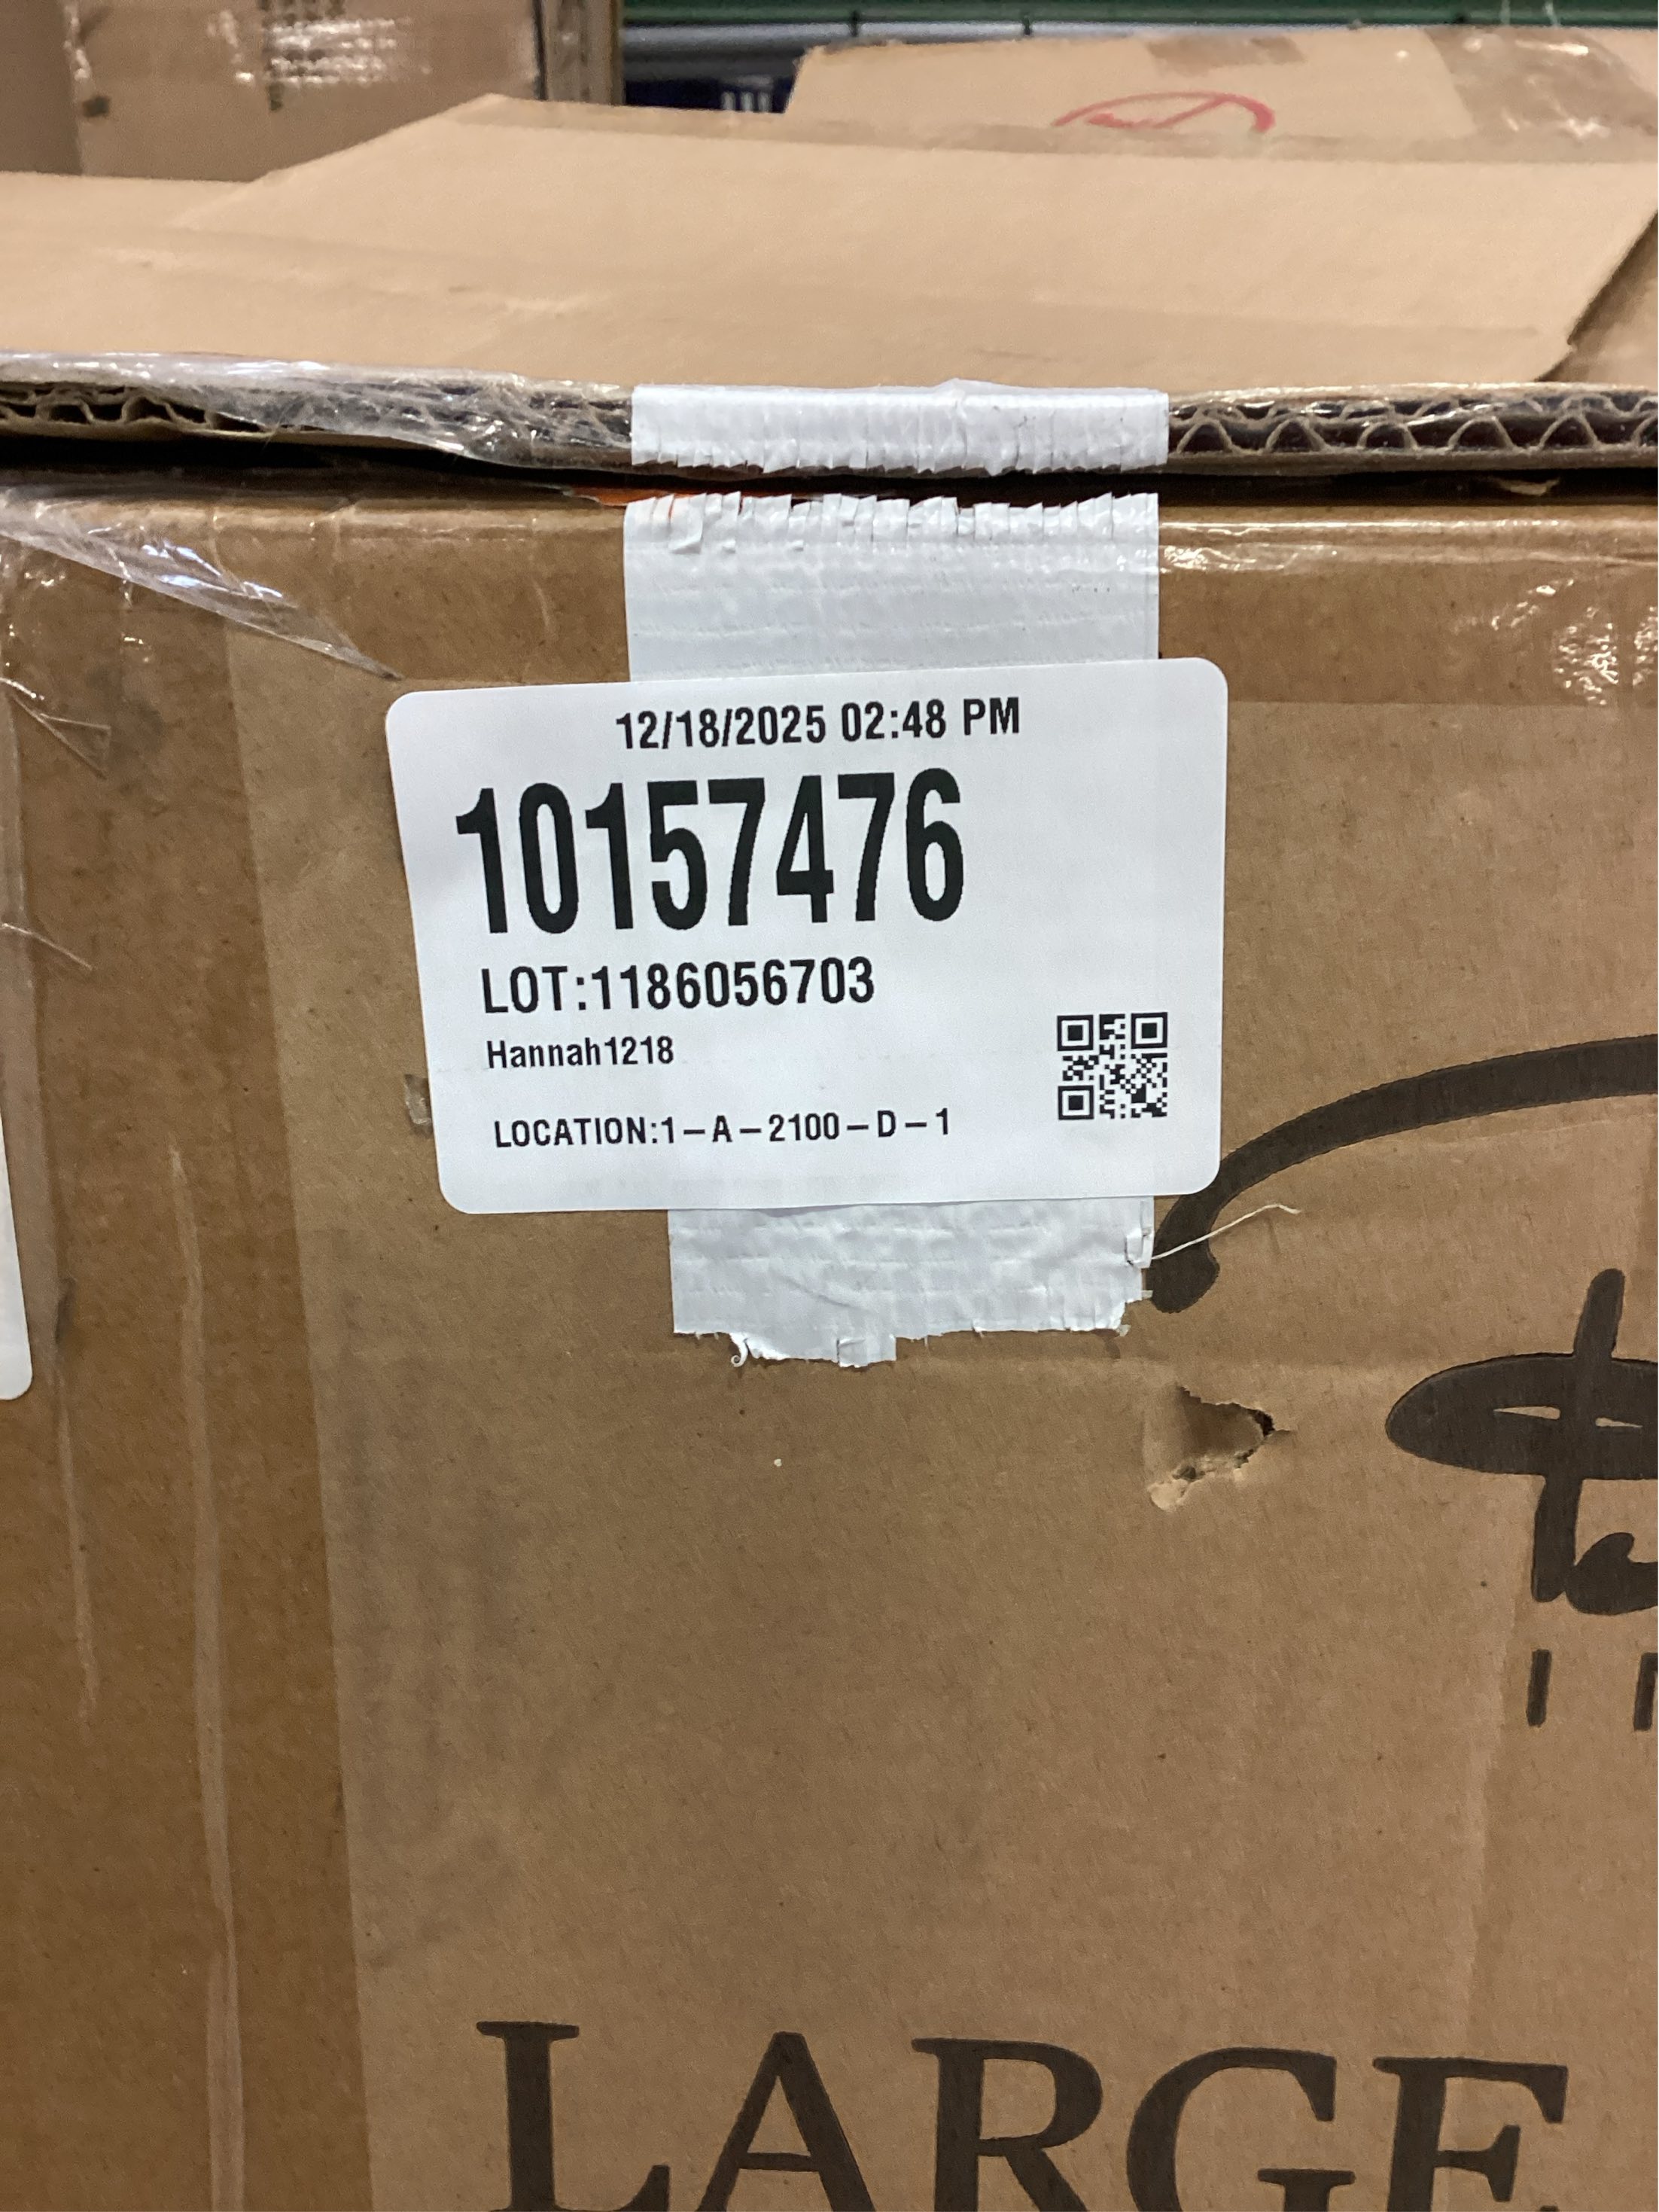 12/18/2025 02:48 PM
10157476
LOT:1186056703
Hannah1218
LOCATION:1-A-2100-D-1
LARGE